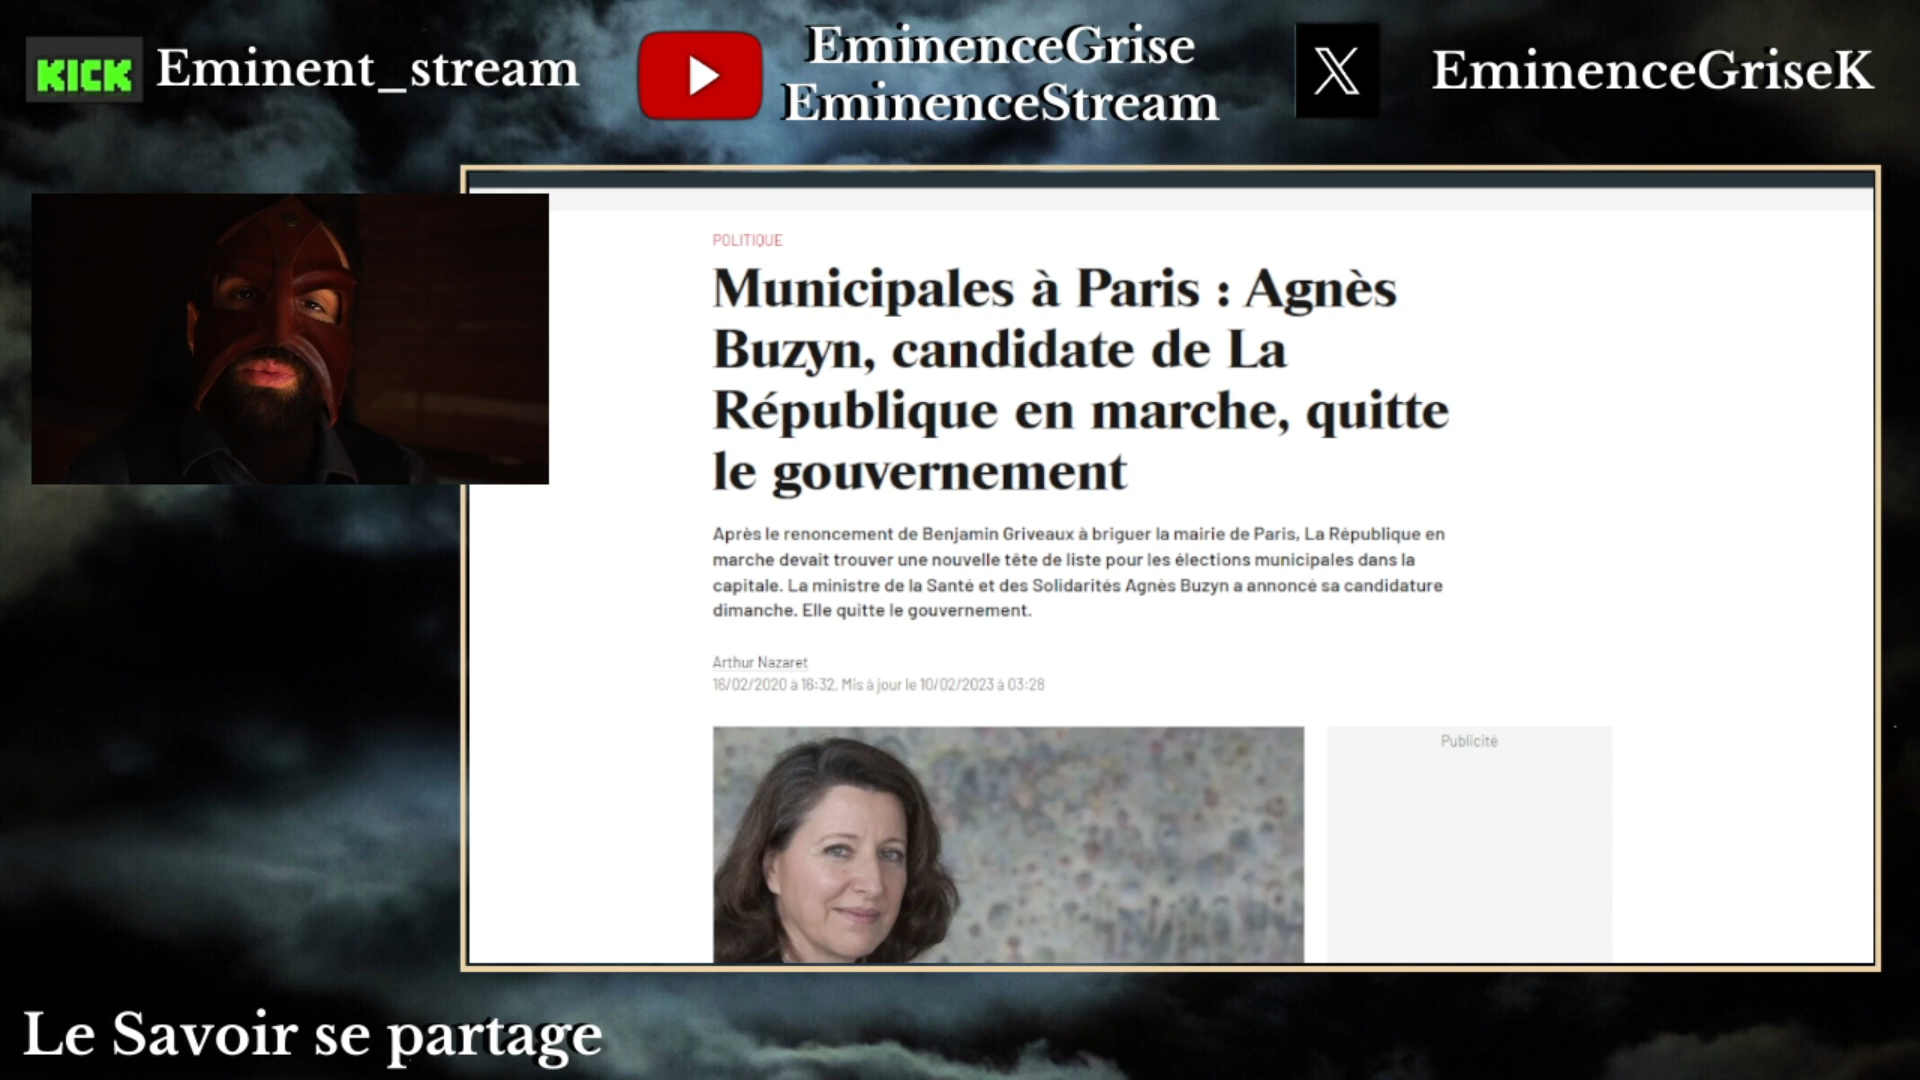 KICK
Eminent_stream
EminenceGrise
EminenceStream
EminenceGriseK
POLITIQUE
Municipales à Paris : Agnès
Buzyn, candidate de La
République en marche, quitte
le gouvernement
Après le renoncement de Benjamin Griveaux à briguer la mairie de Paris, La République en
marche devait trouver une nouvelle tête de liste pour les élections municipales dans la
capitale. La ministre de la Santé et des Solidarités Agnès Buzyn a annoncé sa candidature
dimanche. Elle quitte le gouvernement.
Arthur Nazaret
16/02/2020 à 16:32, Mis à jour le 10/02/2023 à 03:28
Publicité
Le Savoir se partage